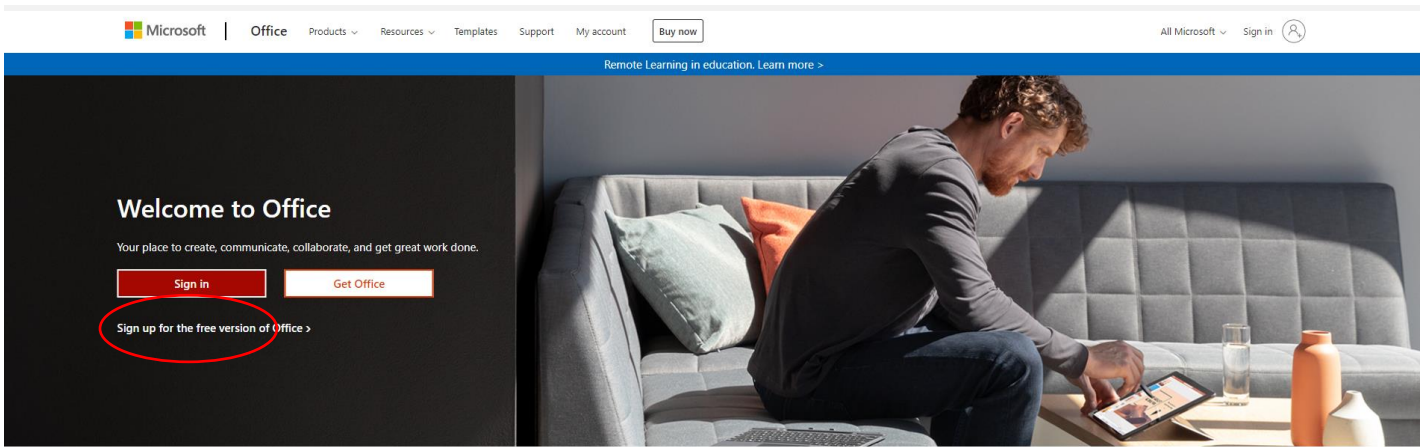 Microsoft Office Products Resources Templates Support My account Buy now All Microsoft Sign in
Remote Learning in education. Learn more >
Welcome to Office
Your place to create, communicate, collaborate, and get great work done.
Sign in Get Office
Sign up for the free version of Office >